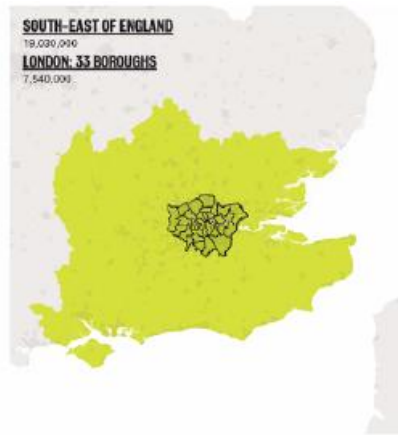 SOUTH-EAST OF ENGLAND
19,030,000
LONDON: 33 BOROUGHS
7,540,000